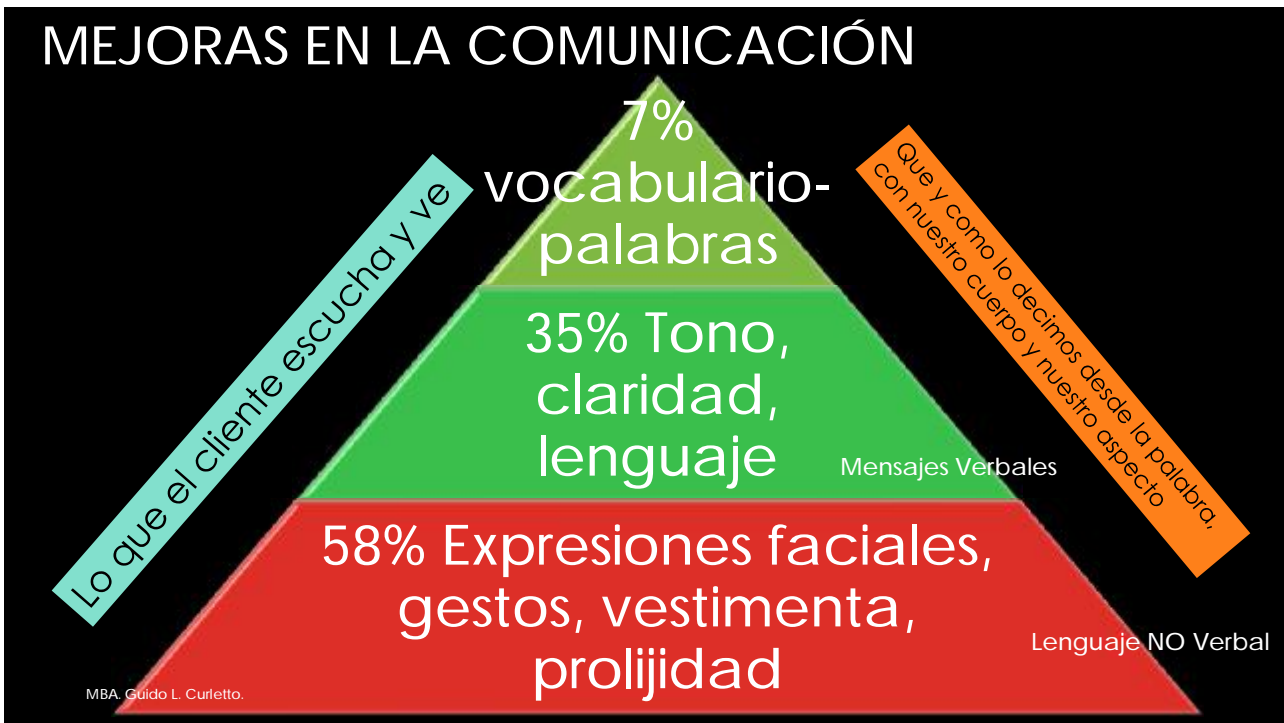 MEJORAS EN LA COMUNICACIÓN
7%
vocabulario-
palabras
35% Tono,
claridad,
lenguaje
Mensajes Verbales
58% Expresiones faciales,
gestos, vestimenta,
prolijidad
Lenguaje NO Verbal
Lo que el cliente escucha y ve
Que y como lo decimos desde la palabra,
con nuestro cuerpo y nuestro aspecto
MBA. Guido L. Curletto.